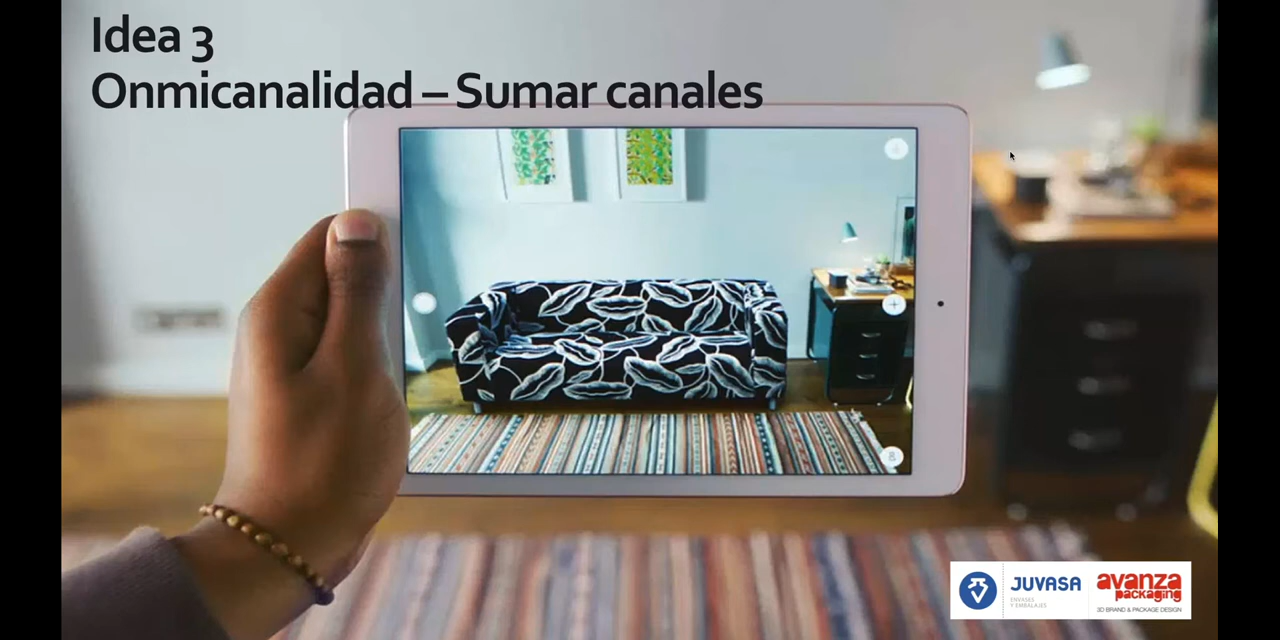 Idea 3
Onmicanalidad – Sumar canales
JUVASA
ENVASES
Y EMBALAJES
avanza
packaging
3D BRAND & PACKAGE DESIGN